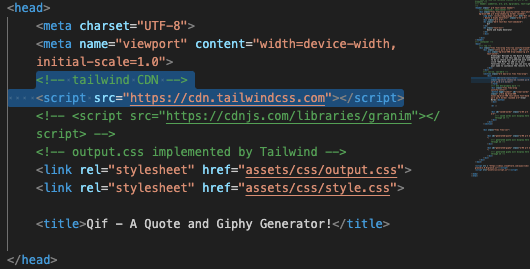 <head>
<meta charset="UTF-8">
<meta name="viewport" content="width=device-width,
initial-scale=1.0">
<!-- tailwind CDN -->
<script src="https://cdn.tailwindcss.com"></script>
<!-- <script src="https://cdnjs.com/libraries/granim"></
script> -->
<!-- output.css implemented by Tailwind -->
<link rel="stylesheet" href="assets/css/output.css">
<link rel="stylesheet" href="assets/css/style.css">
<title>Qif - A Quote and Giphy Generator!</title>
</head>